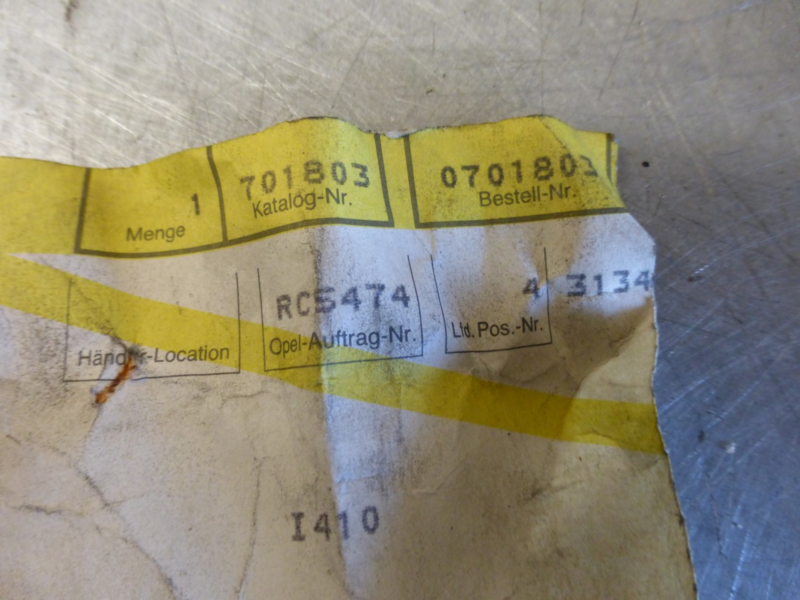 1 701803 0701803
Menge Katalog-Nr. Bestell-Nr.
RC5474 4 3134
Händler-Location Opel-Auftrag-Nr. Lfd. Pos.-Nr.
I410